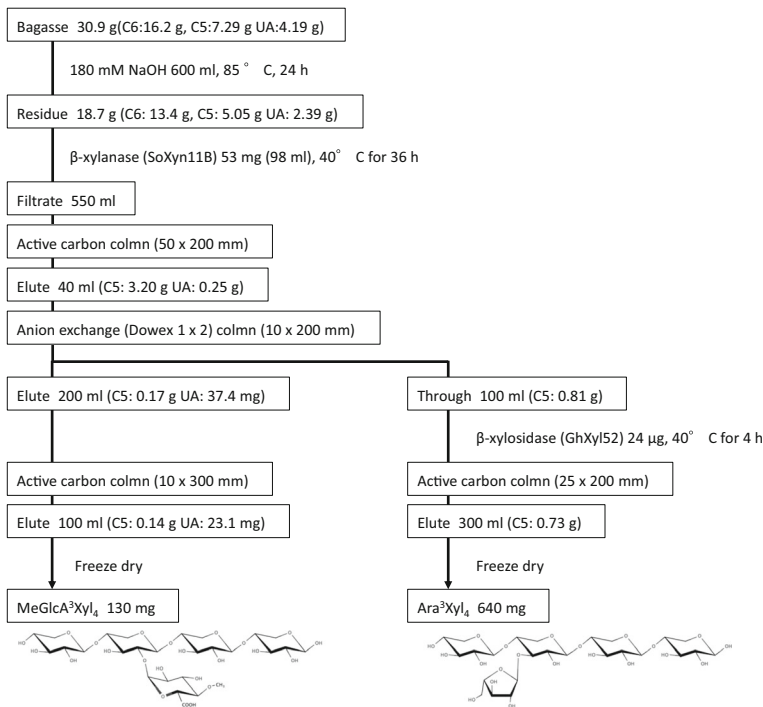 Bagasse 30.9 g(C6:16.2 g, C5:7.29 g UA:4.19 g)
180 mM NaOH 600 ml, 85° C, 24 h
Residue 18.7 g (C6: 13.4 g, C5: 5.05 g UA: 2.39 g)
β-xylanase (SoXyn11B) 53 mg (98 ml), 40° C for 36 h
Filtrate 550 ml
Active carbon colmn (50 x 200 mm)
Elute 40 ml (C5: 3.20 g UA: 0.25 g)
Anion exchange (Dowex 1 x 2) colmn (10 x 200 mm)
Elute 200 ml (C5: 0.17 g UA: 37.4 mg)
Through 100 ml (C5: 0.81 g)
β-xylosidase (GhXyl52) 24 μg, 40° C for 4 h
Active carbon colmn (10 x 300 mm)
Active carbon colmn (25 x 200 mm)
Elute 100 ml (C5: 0.14 g UA: 23.1 mg)
Elute 300 ml (C5: 0.73 g)
Freeze dry
Freeze dry
MeGlcA³Xyl₄ 130 mg
Ara³Xyl₄ 640 mg